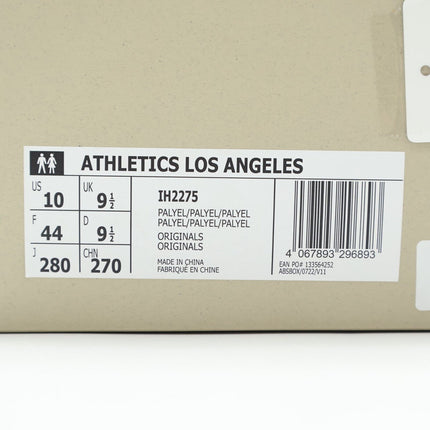 ATHLETICS LOS ANGELES
US 10 UK 9½
F 44 D 9½
J 280 CHN 270
IH2275
PALYEL/PALYEL/PALYEL
PALYEL/PALYEL/PALYEL
ORIGINALS
ORIGINALS
MADE IN CHINA
FABRIQUÉ EN CHINE
4 067893 296893
EAN PO# 133564252
ABSBOX/0722/V11